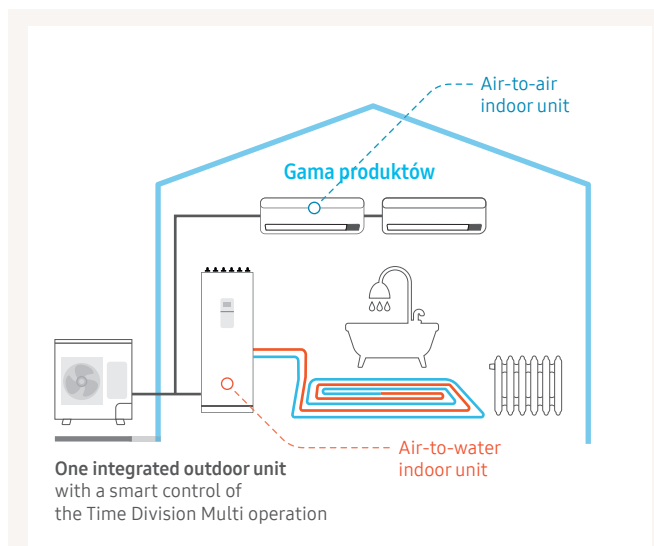 Air-to-air
indoor unit
Gama produktów
Air-to-water
indoor unit
One integrated outdoor unit
with a smart control of
the Time Division Multi operation